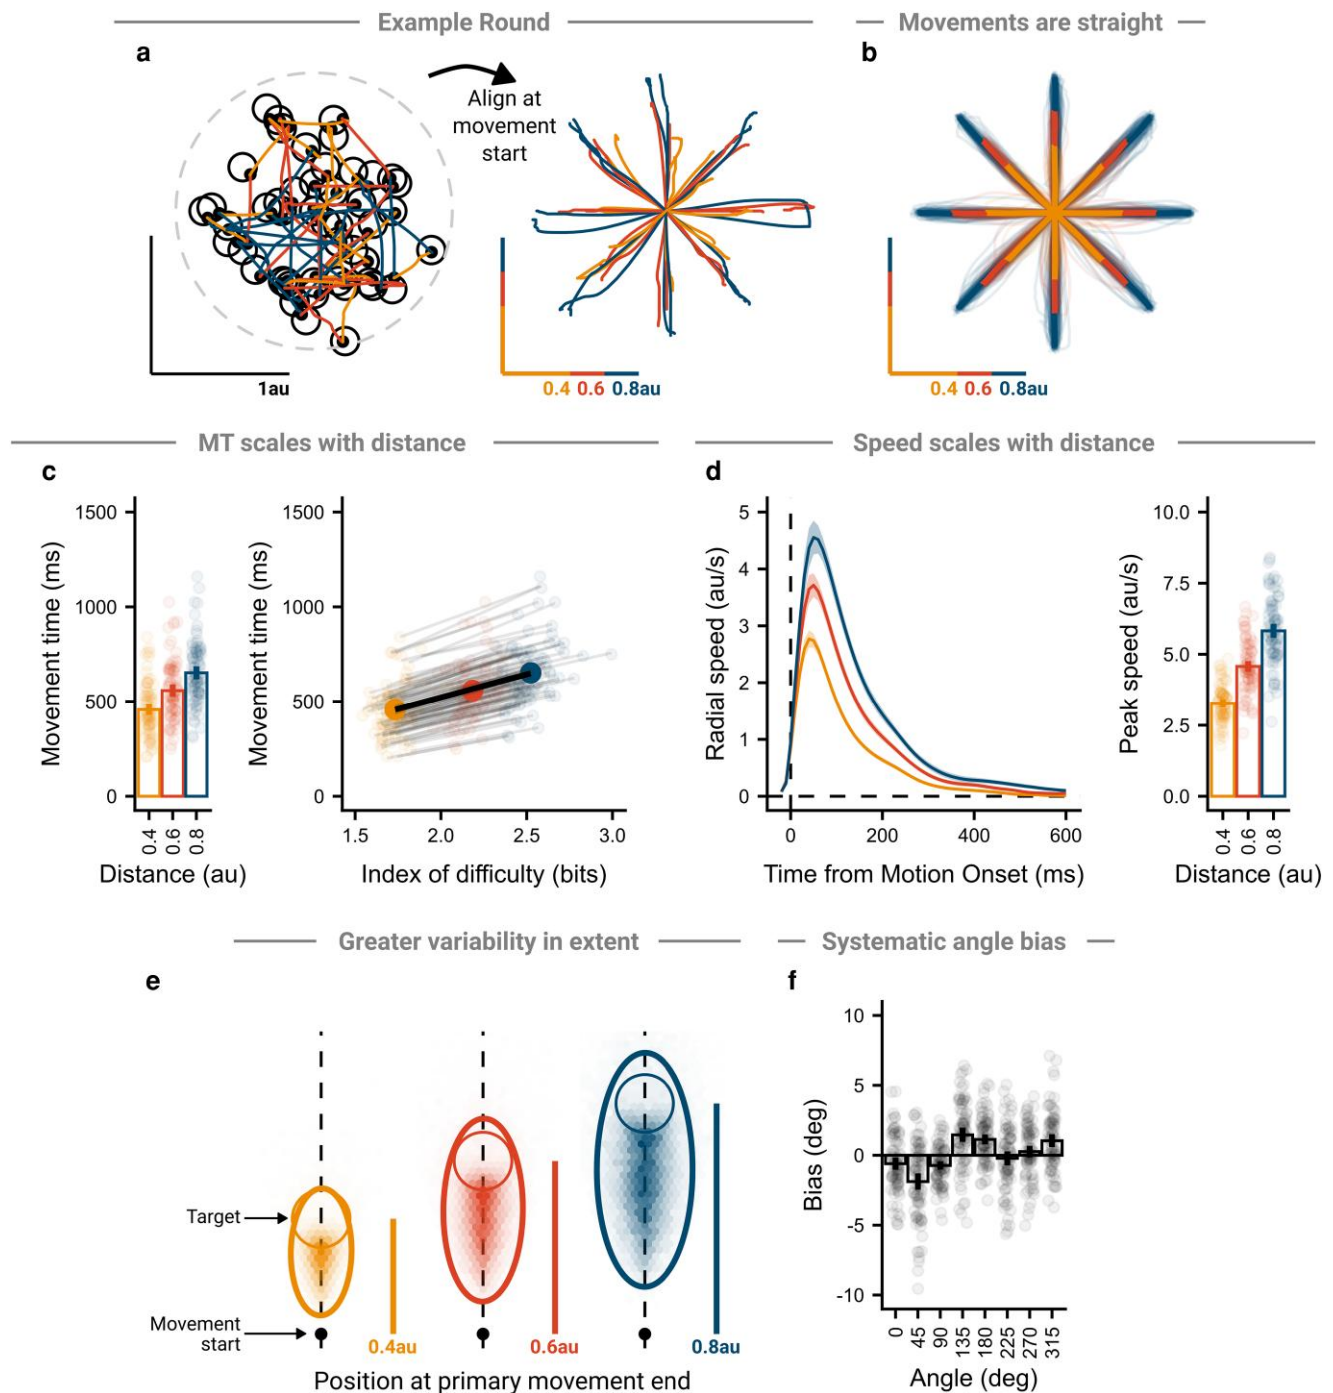 Example Round
Movements are straight
a
b
Align at
movement
start
1au
0.4 0.6 0.8au
0.4 0.6 0.8au
MT scales with distance
Speed scales with distance
c
d
Movement time (ms)
1500
1000
500
0
0.4
0.6
0.8
Distance (au)
Movement time (ms)
1500
1000
500
0
1.5 2.0 2.5 3.0
Index of difficulty (bits)
Radial speed (au/s)
5
4
3
2
1
0
0 200 400 600
Time from Motion Onset (ms)
Peak speed (au/s)
10.0
7.5
5.0
2.5
0.0
0.4
0.6
0.8
Distance (au)
Greater variability in extent
Systematic angle bias
e
f
Target
Movement
start
0.4au
0.6au
0.8au
Position at primary movement end
Bias (deg)
10
5
0
-5
-10
0
45
90
135
180
225
270
315
Angle (deg)